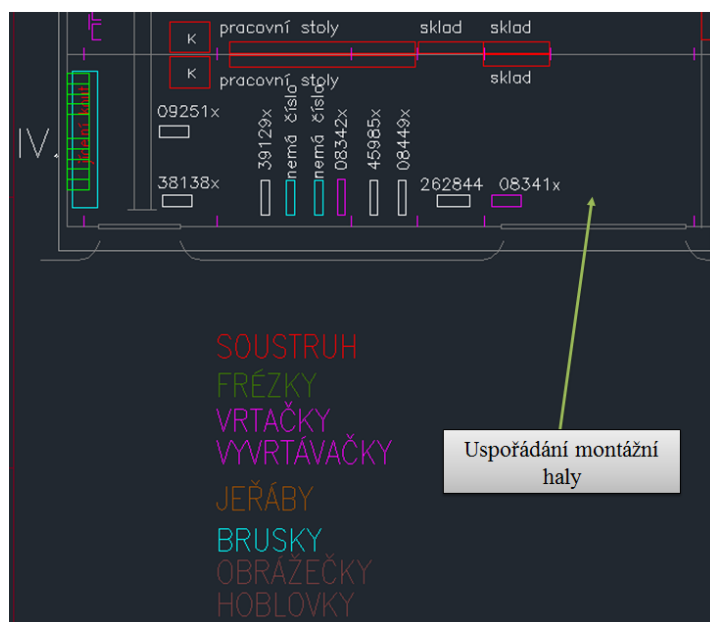 pracovní stoly
sklad
sklad
K
K
pracovní stoly
sklad
09251x
39129x
nemá číslo
nemá číslo
08342x
45985x
08449x
IV.
38138x
262844
08341x
SOUSTRUH
FRÉZKY
VRTAČKY
VYVRTÁVAČKY
Uspořádání montážní
haly
JEŘÁBY
BRUSKY
OBRÁŽEČKY
HOBLOVKY